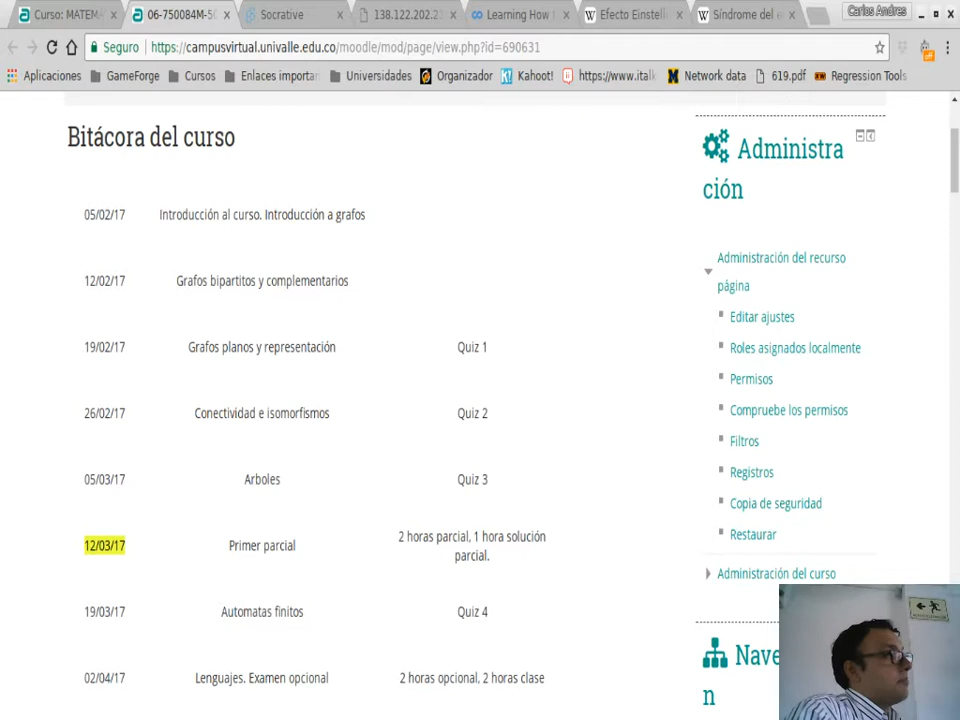 Curso: MATEM
06-750084M-50
Socrative
138.122.202.23
Learning How
Efecto Einstell
Síndrome del e
Carlos Andres
Seguro https://campusvirtual.univalle.edu.co/moodle/mod/page/view.php?id=690631
Aplicaciones GameForge Cursos Enlaces importan Universidades Organizador Kahoot! https://www.italk Network data 619.pdf Regression Tools
Bitácora del curso
05/02/17 Introducción al curso. Introducción a grafos
12/02/17 Grafos bipartitos y complementarios
19/02/17 Grafos planos y representación Quiz 1
26/02/17 Conectividad e isomorfismos Quiz 2
05/03/17 Arboles Quiz 3
12/03/17 Primer parcial 2 horas parcial, 1 hora solución
parcial.
19/03/17 Automatas finitos Quiz 4
02/04/17 Lenguajes. Examen opcional 2 horas opcional, 2 horas clase
Administra
ción
Administración del recurso
página
Editar ajustes
Roles asignados localmente
Permisos
Compruebe los permisos
Filtros
Registros
Copia de seguridad
Restaurar
Administración del curso
Nave
n